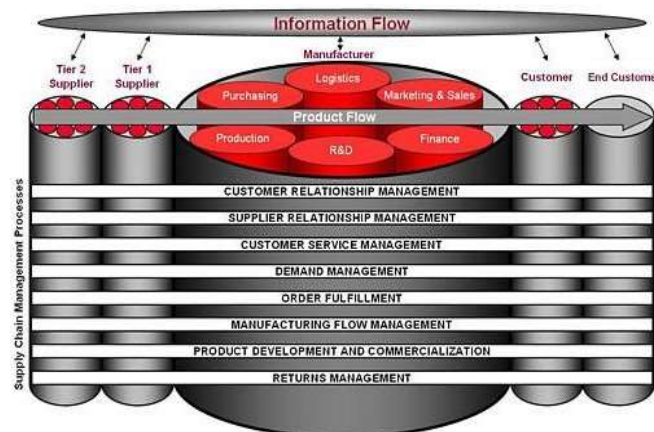 Information Flow
Manufacturer
Tier 2
Supplier
Tier 1
Supplier
Logistics
Purchasing
Marketing & Sales
Customer
End Custome
Product Flow
Production
R&D
Finance
Supply Chain Management Processes
CUSTOMER RELATIONSHIP MANAGEMENT
SUPPLIER RELATIONSHIP MANAGEMENT
CUSTOMER SERVICE MANAGEMENT
DEMAND MANAGEMENT
ORDER FULFILLMENT
MANUFACTURING FLOW MANAGEMENT
PRODUCT DEVELOPMENT AND COMMERCIALIZATION
RETURNS MANAGEMENT